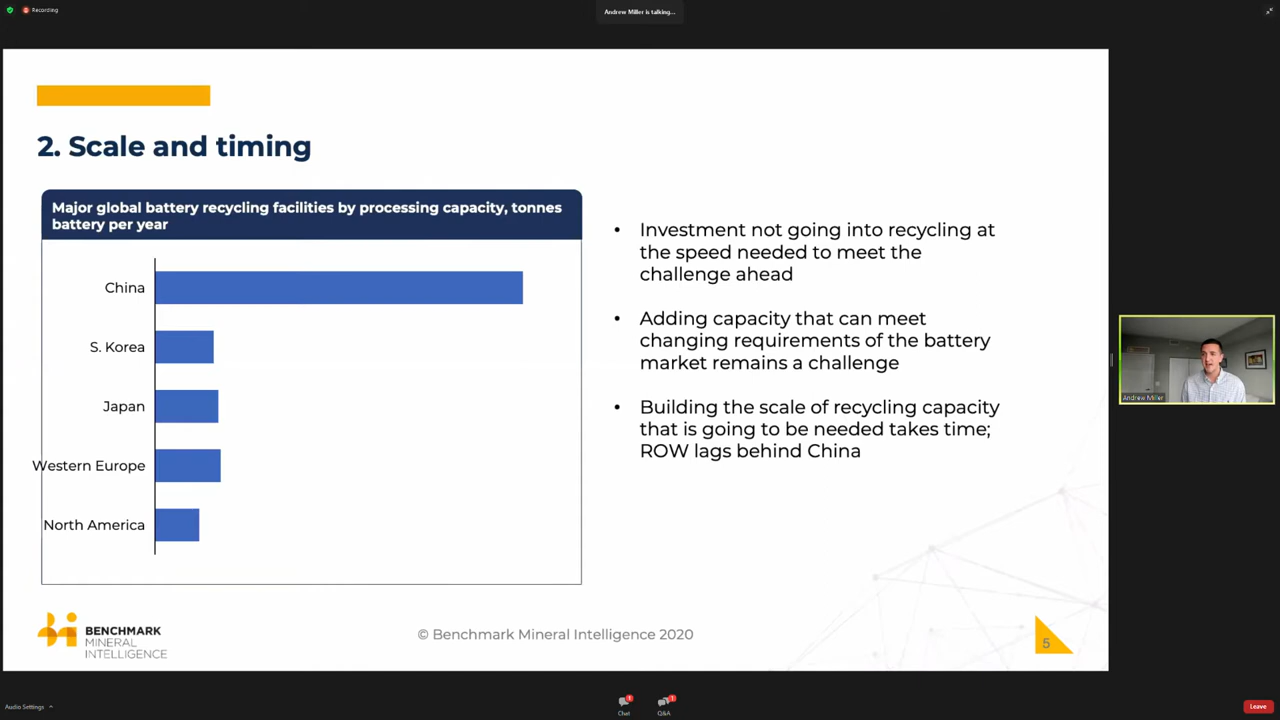 Recording
Andrew Miller is talking...
2. Scale and timing
Major global battery recycling facilities by processing capacity, tonnes
battery per year
China
S. Korea
Japan
Western Europe
North America
• Investment not going into recycling at
the speed needed to meet the
challenge ahead
• Adding capacity that can meet
changing requirements of the battery
market remains a challenge
• Building the scale of recycling capacity
that is going to be needed takes time;
ROW lags behind China
Andrew Miller
BENCHMARK
MINERAL
INTELLIGENCE
© Benchmark Mineral Intelligence 2020
5
Audio Settings
1
Chat
1
Q&A
Leave